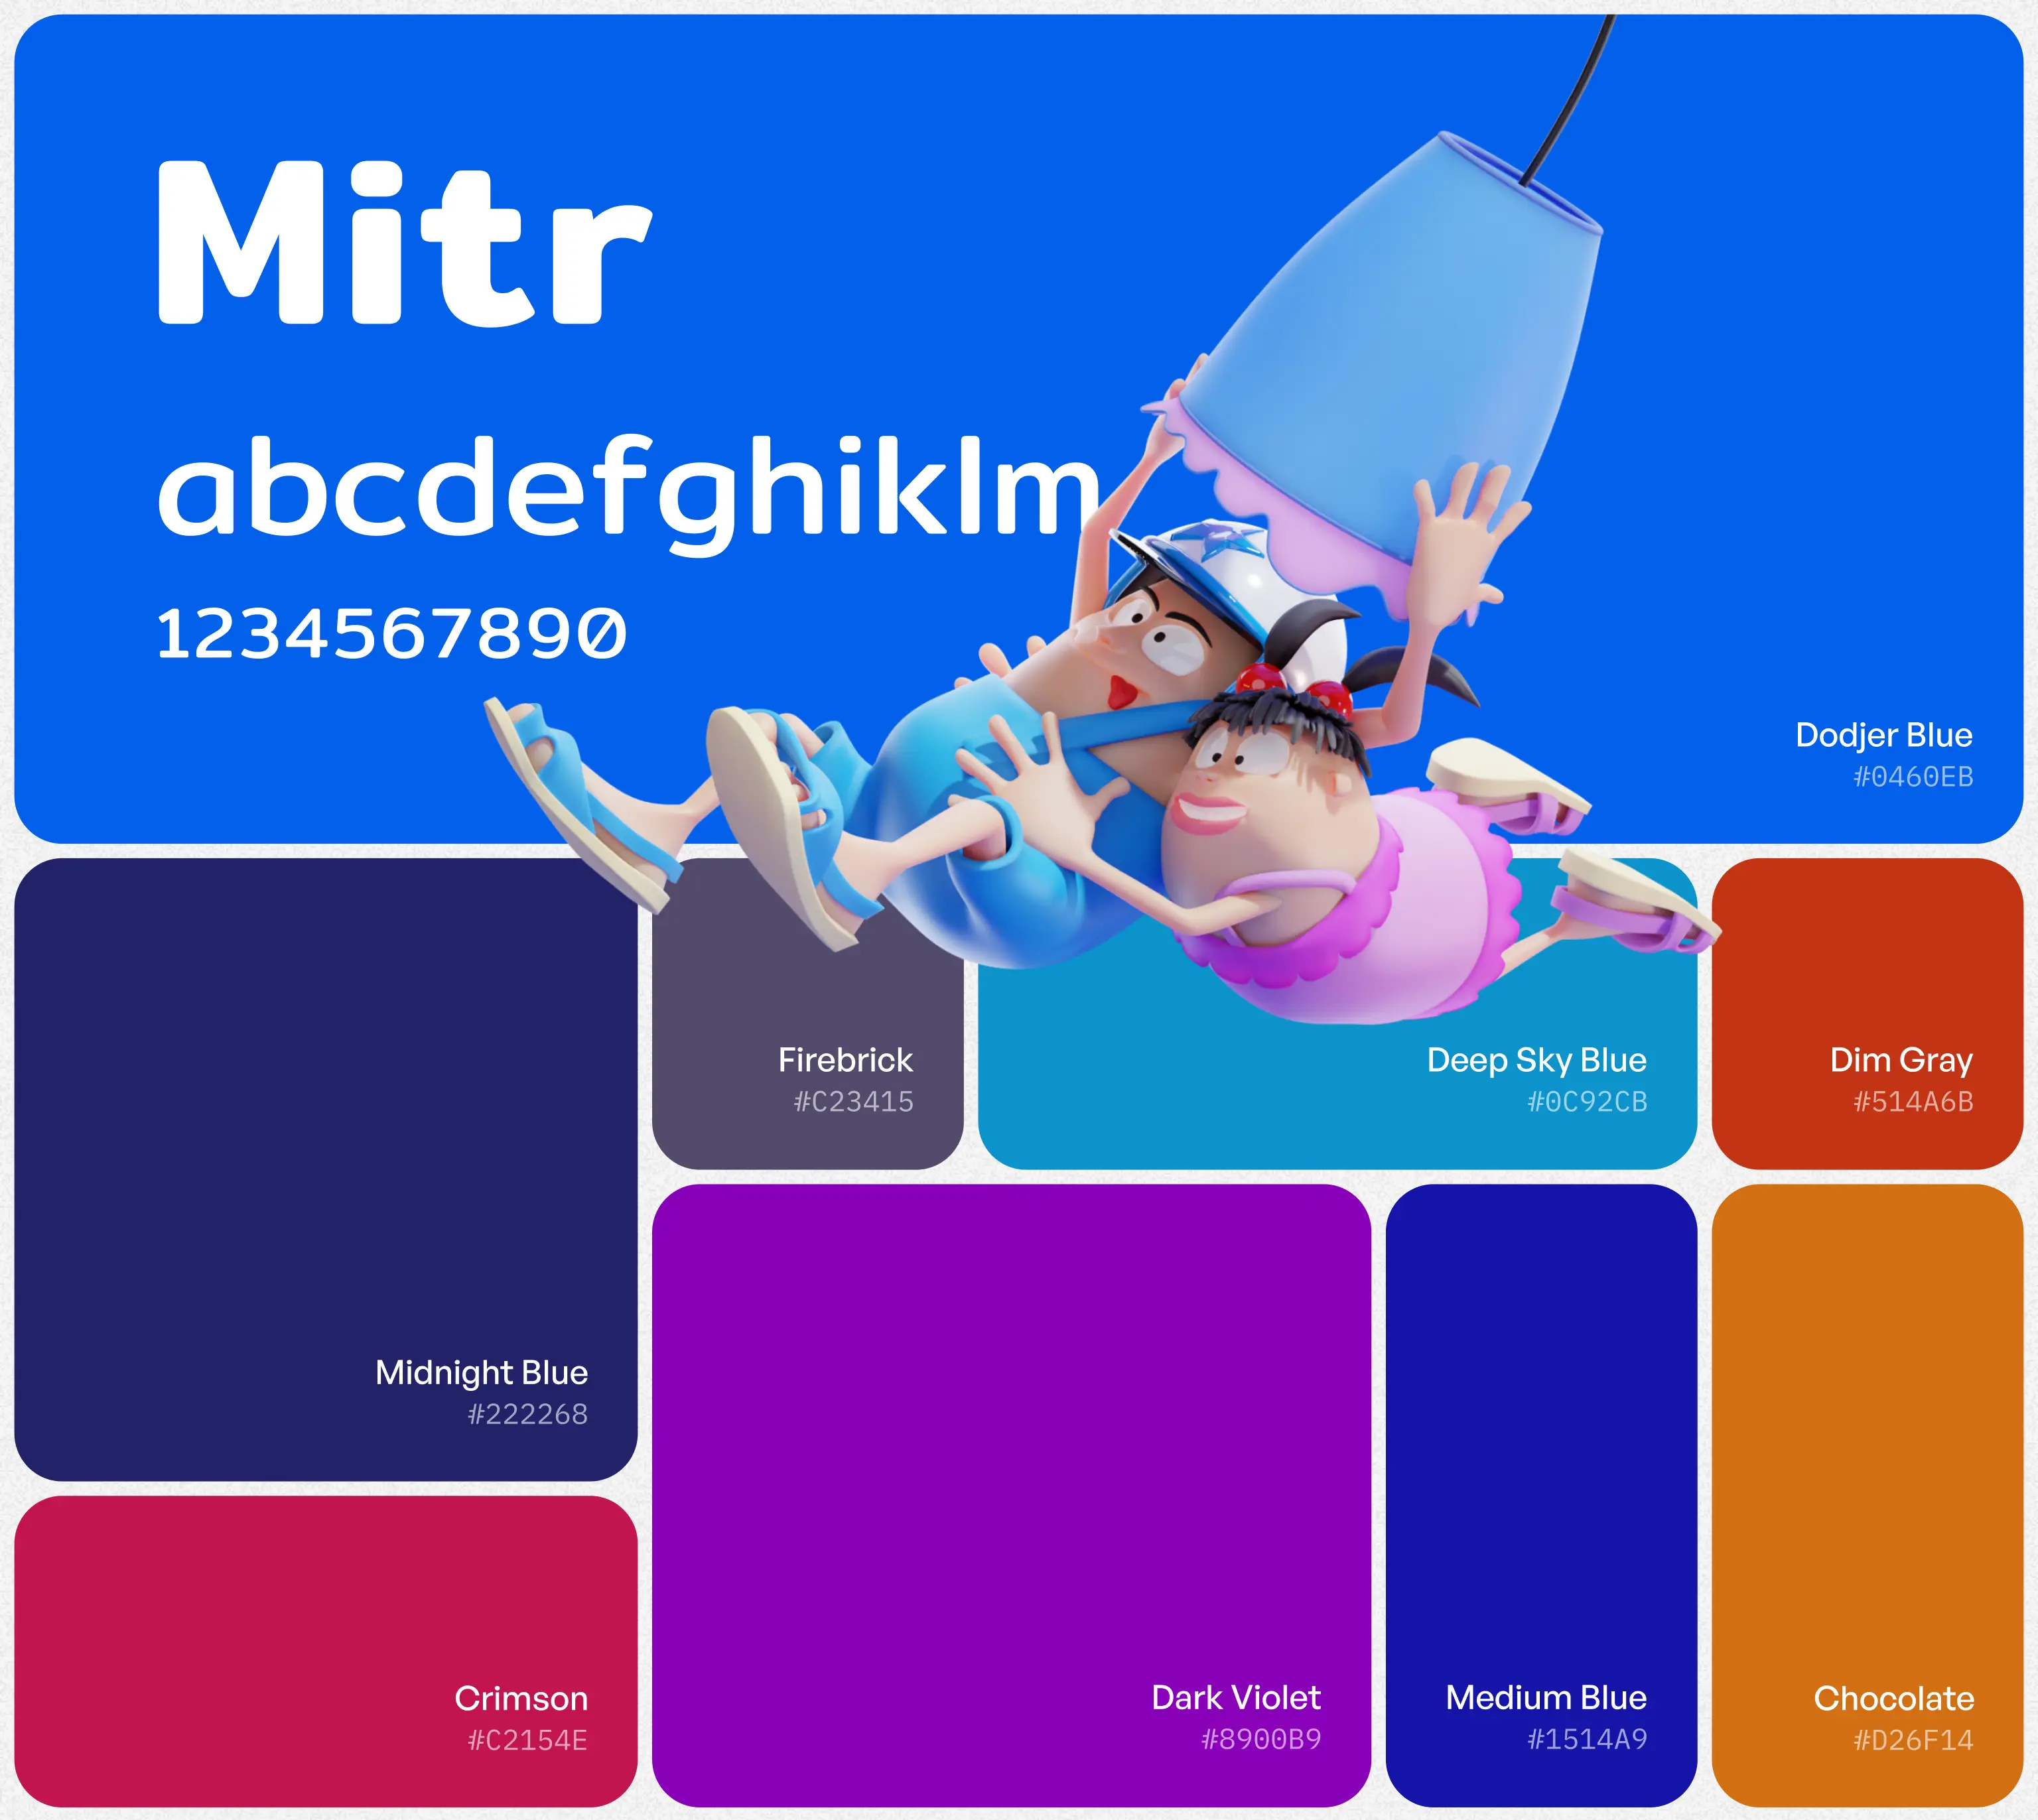 Mitr
abcdefghiklm
1234567890
Dodjer Blue
#0460EB
Firebrick
#C23415
Deep Sky Blue
#0C92CB
Dim Gray
#514A6B
Midnight Blue
#222268
Crimson
#C2154E
Dark Violet
#8900B9
Medium Blue
#1514A9
Chocolate
#D26F14